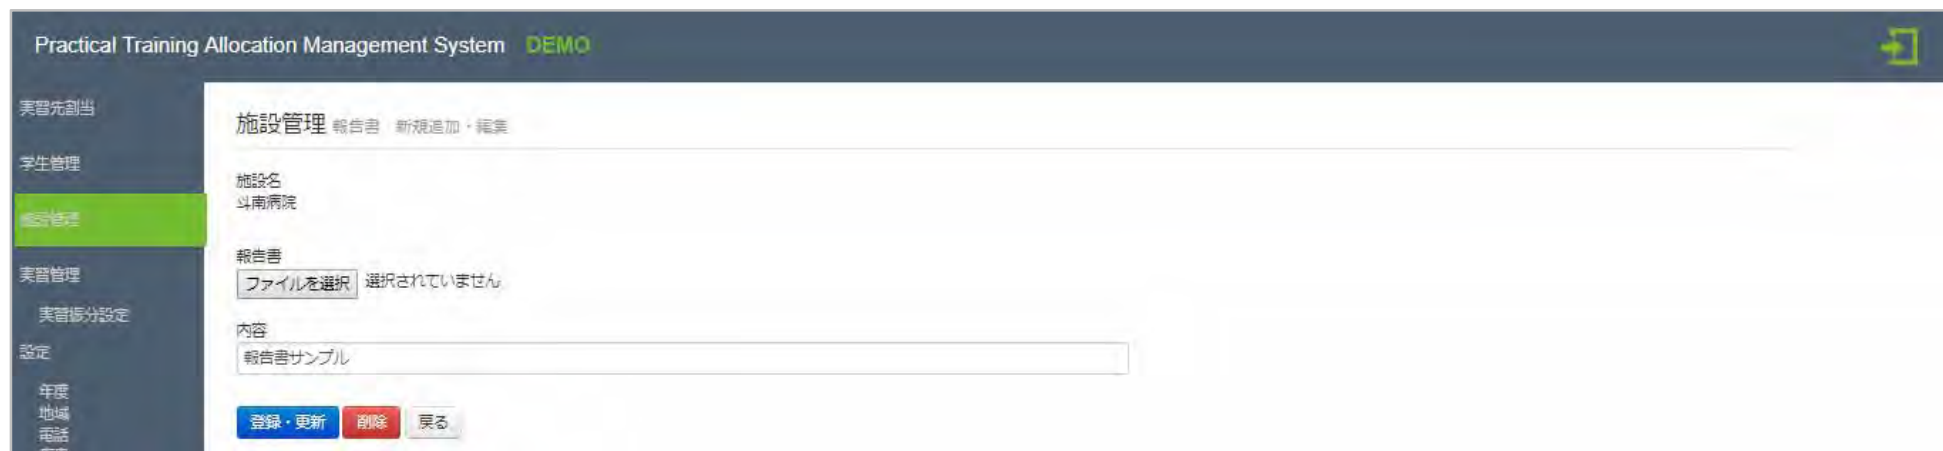 Practical Training Allocation Management System DEMO
実習先割当
学生管理
施設管理
実習管理
実習振分設定
設定
年度
地域
電話
施設管理 報告書 新規追加・編集
施設名
斗南病院
報告書
ファイルを選択 選択されていません
内容
報告書サンプル
登録・更新 削除 戻る